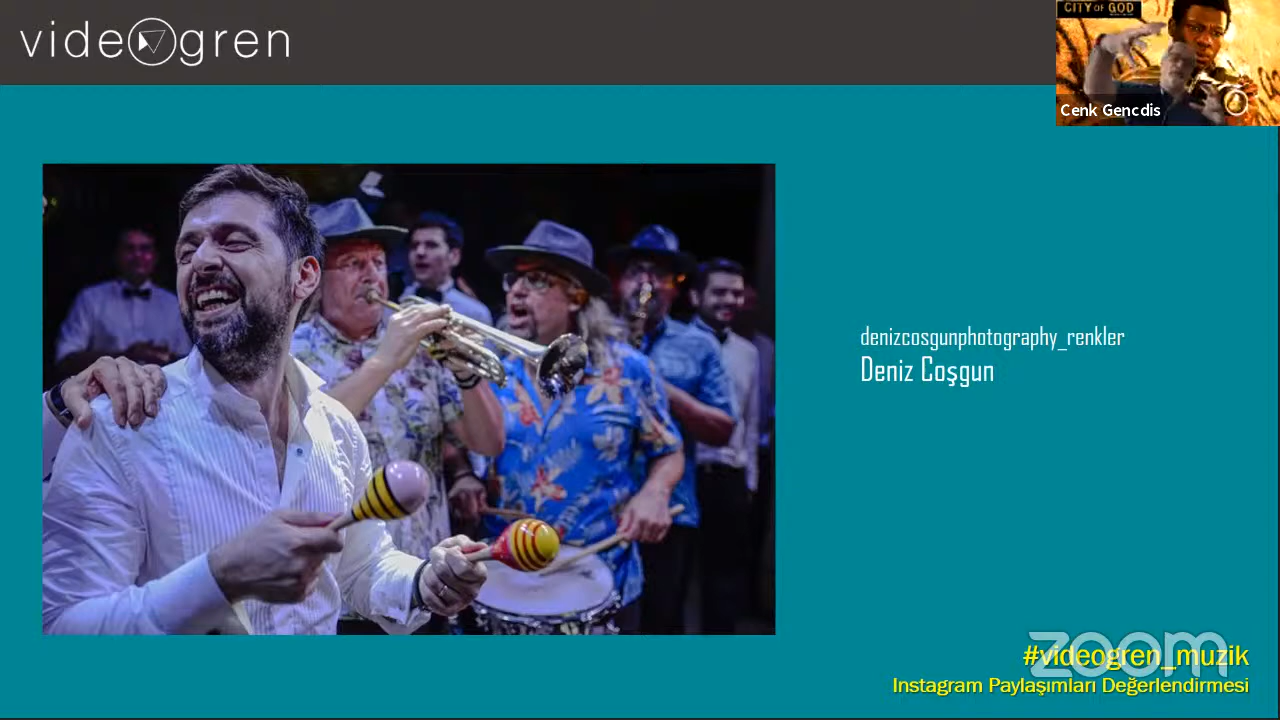 videogren
CITY OF GOD
Cenk Gencdis
denizcosgunphotography_renkler
Deniz Coşgun
zoom
#videogren_muzik
Instagram Paylaşımları Değerlendirmesi